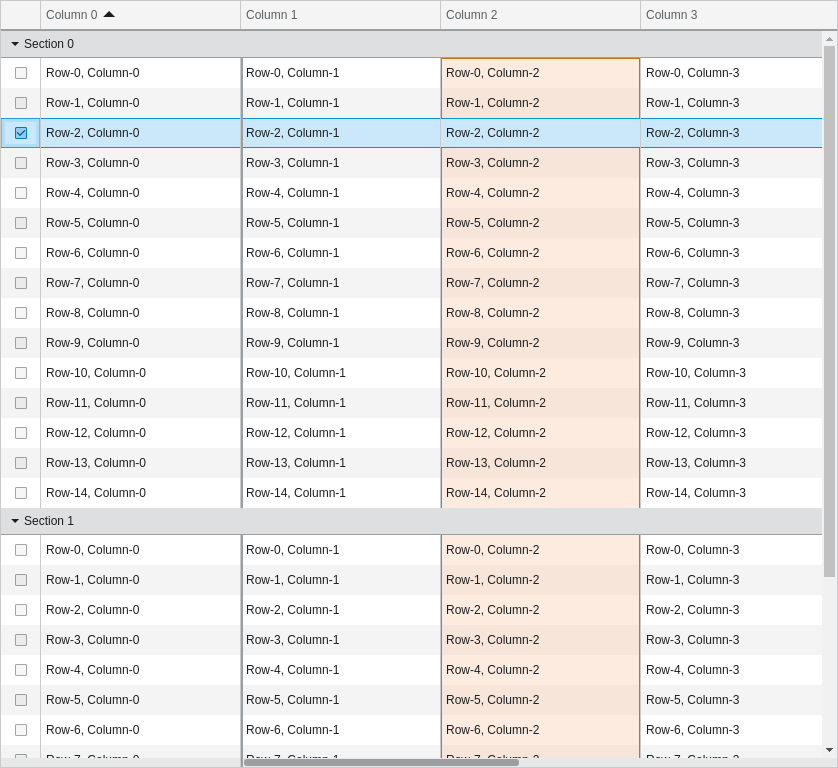 Column 0 Column 1 Column 2 Column 3
Section 0
Row-0, Column-0 Row-0, Column-1 Row-0, Column-2 Row-0, Column-3
Row-1, Column-0 Row-1, Column-1 Row-1, Column-2 Row-1, Column-3
Row-2, Column-0 Row-2, Column-1 Row-2, Column-2 Row-2, Column-3
Row-3, Column-0 Row-3, Column-1 Row-3, Column-2 Row-3, Column-3
Row-4, Column-0 Row-4, Column-1 Row-4, Column-2 Row-4, Column-3
Row-5, Column-0 Row-5, Column-1 Row-5, Column-2 Row-5, Column-3
Row-6, Column-0 Row-6, Column-1 Row-6, Column-2 Row-6, Column-3
Row-7, Column-0 Row-7, Column-1 Row-7, Column-2 Row-7, Column-3
Row-8, Column-0 Row-8, Column-1 Row-8, Column-2 Row-8, Column-3
Row-9, Column-0 Row-9, Column-1 Row-9, Column-2 Row-9, Column-3
Row-10, Column-0 Row-10, Column-1 Row-10, Column-2 Row-10, Column-3
Row-11, Column-0 Row-11, Column-1 Row-11, Column-2 Row-11, Column-3
Row-12, Column-0 Row-12, Column-1 Row-12, Column-2 Row-12, Column-3
Row-13, Column-0 Row-13, Column-1 Row-13, Column-2 Row-13, Column-3
Row-14, Column-0 Row-14, Column-1 Row-14, Column-2 Row-14, Column-3
Section 1
Row-0, Column-0 Row-0, Column-1 Row-0, Column-2 Row-0, Column-3
Row-1, Column-0 Row-1, Column-1 Row-1, Column-2 Row-1, Column-3
Row-2, Column-0 Row-2, Column-1 Row-2, Column-2 Row-2, Column-3
Row-3, Column-0 Row-3, Column-1 Row-3, Column-2 Row-3, Column-3
Row-4, Column-0 Row-4, Column-1 Row-4, Column-2 Row-4, Column-3
Row-5, Column-0 Row-5, Column-1 Row-5, Column-2 Row-5, Column-3
Row-6, Column-0 Row-6, Column-1 Row-6, Column-2 Row-6, Column-3